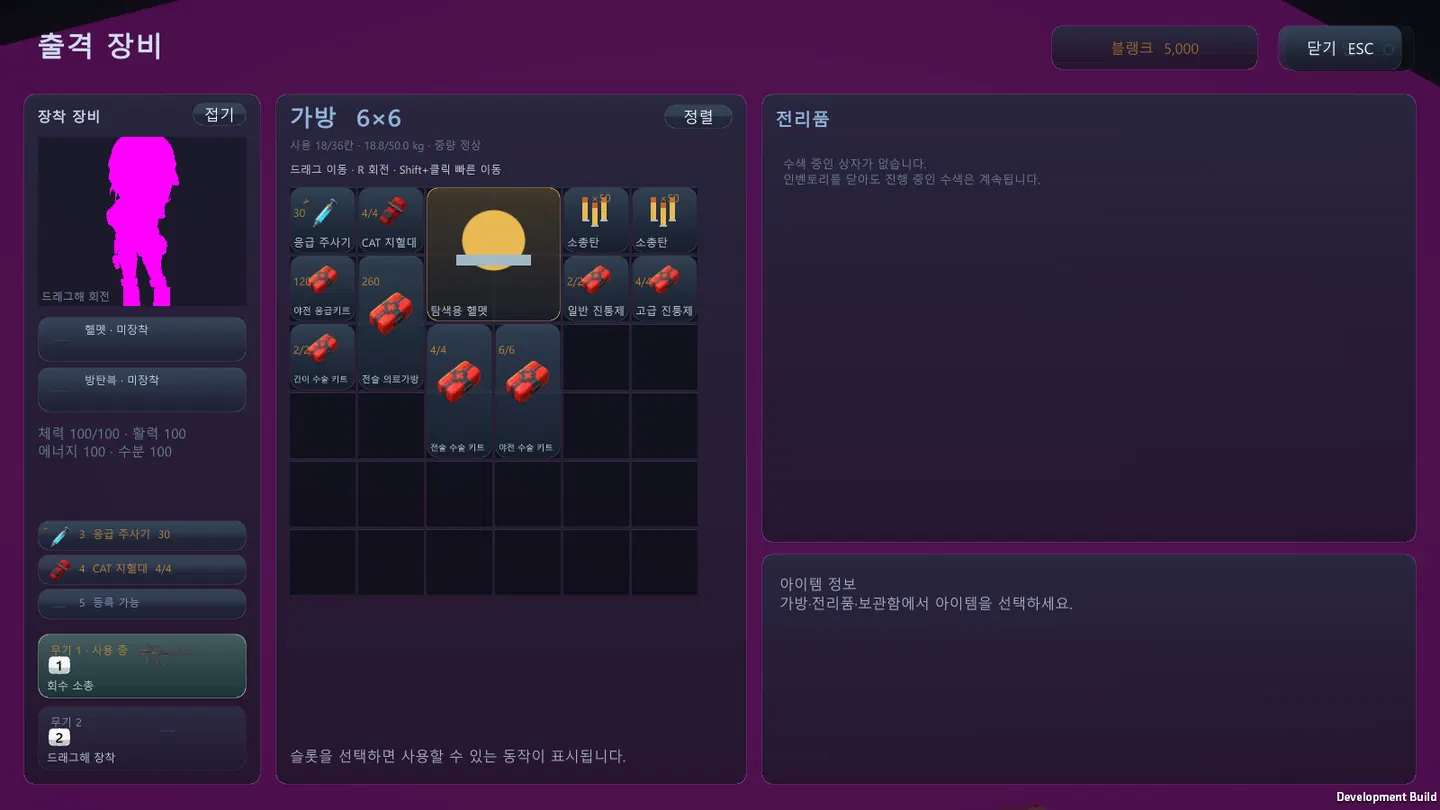 출격 장비
블랭크 5,000
닫기 ESC
장착 장비
접기
드래그해 회전
헬멧 · 미장착
방탄복 · 미장착
체력 100/100 · 활력 100
에너지 100 · 수분 100
3 응급 주사기 30
4 CAT 지혈대 4/4
5 등록 가능
무기 1 · 사용 중
1
회수 소총
무기 2
2
드래그해 장착
가방 6×6
정렬
사용 18/36칸 · 18.8/50.0 kg · 중량 정상
드래그 이동 · R 회전 · Shift+클릭 빠른 이동
30
응급 주사기
4/4
CAT 지혈대
탐색용 헬멧
×50
소총탄
×50
소총탄
120
야전 응급키트
260
전술 의료가방
2/2
일반 진통제
4/4
고급 진통제
2/2
간이 수술 키트
4/4
전술 수술 키트
6/6
야전 수술 키트
슬롯을 선택하면 사용할 수 있는 동작이 표시됩니다.
전리품
수색 중인 상자가 없습니다.
인벤토리를 닫아도 진행 중인 수색은 계속됩니다.
아이템 정보
가방·전리품·보관함에서 아이템을 선택하세요.
Development Build